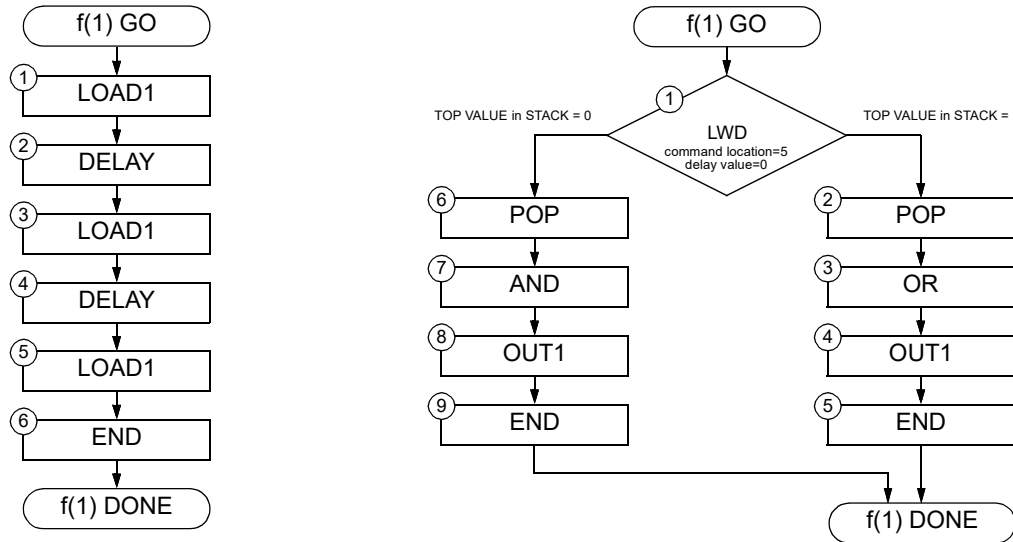 f(1) GO
1
LOAD1
2
DELAY
3
LOAD1
4
DELAY
5
LOAD1
6
END
f(1) DONE
f(1) GO
1
TOP VALUE in STACK = 0
TOP VALUE in STACK =
LWD
command location=5
delay value=0
6
POP
7
AND
8
OUT1
9
END
2
POP
3
OR
4
OUT1
5
END
f(1) DONE